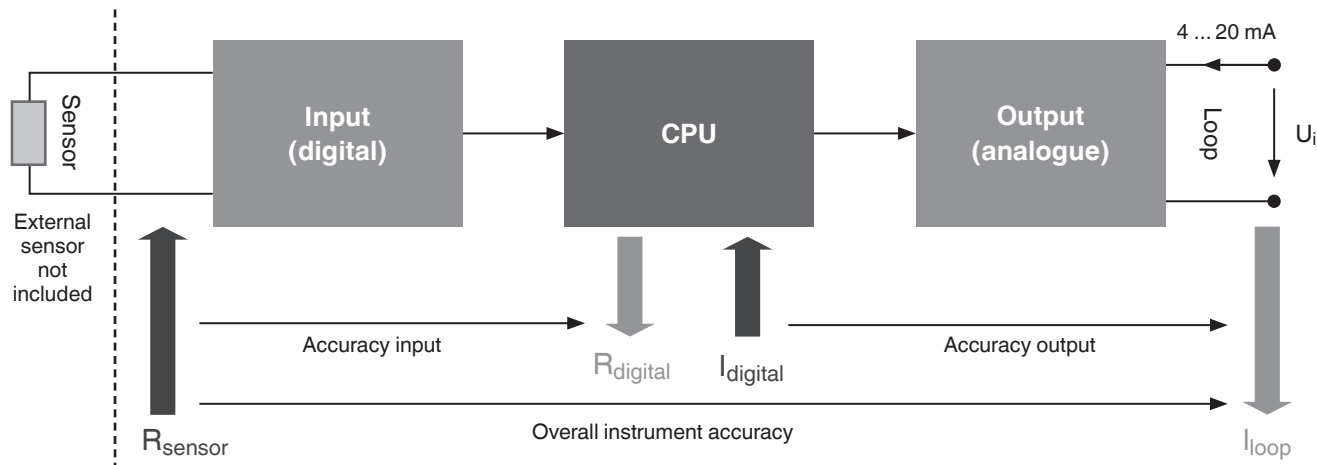 4 ... 20 mA
Sensor
Input
(digital)
CPU
Output
(analogue)
Loop
Ui
External
sensor
not
included
Accuracy input
Rdigital
Idigital
Accuracy output
Rsensor
Overall instrument accuracy
Iloop